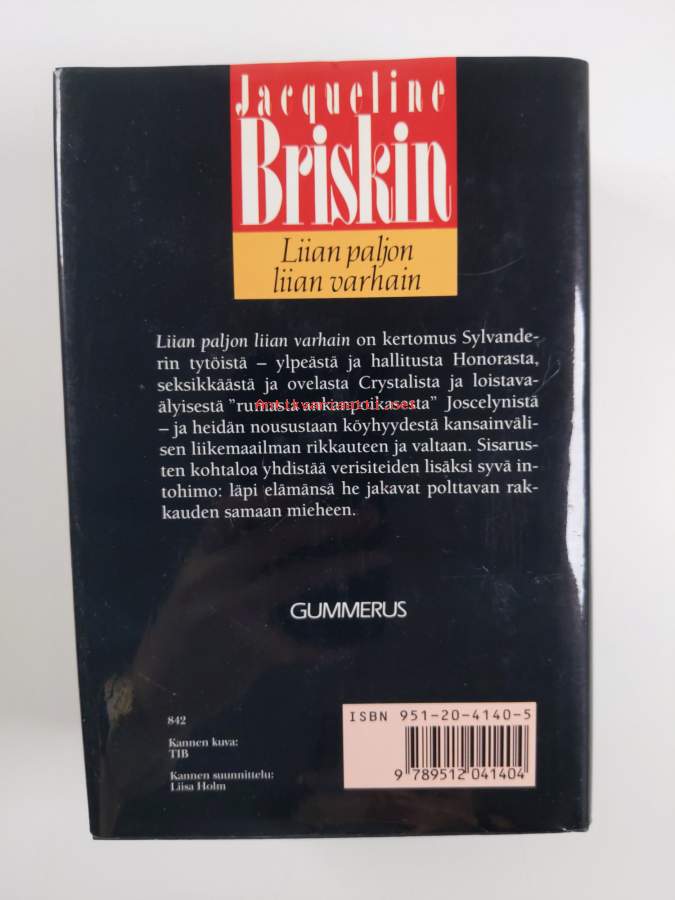 Jacqueline
Briskin
Liian paljon
liian varhain
Liian paljon liian varhain on kertomus Sylvande-
rin tytöistä – ylpeästä ja hallitusta Honorasta,
seksikkäästä ja ovelasta Crystalista ja loistava-
älyisestä "rumasta ankanpoikasesta" Joscelynistä
– ja heidän nousustaan köyhyydestä kansainväli-
sen liikemaailman rikkauteen ja valtaan. Sisarus-
ten kohtaloa yhdistää verisiteiden lisäksi syvä in-
tohimo: läpi elämänsä he jakavat polttavan rak-
kauden samaan mieheen.
GUMMERUS
842
Kannen kuva:
TIB
Kannen suunnittelu:
Liisa Holm
ISBN 951-20-4140-5
9 789512 041404